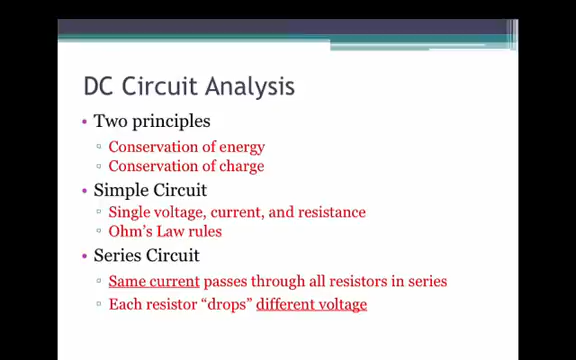 DC Circuit Analysis
• Two principles
▫ Conservation of energy
▫ Conservation of charge
• Simple Circuit
▫ Single voltage, current, and resistance
▫ Ohm's Law rules
• Series Circuit
▫ Same current passes through all resistors in series
▫ Each resistor “drops” different voltage